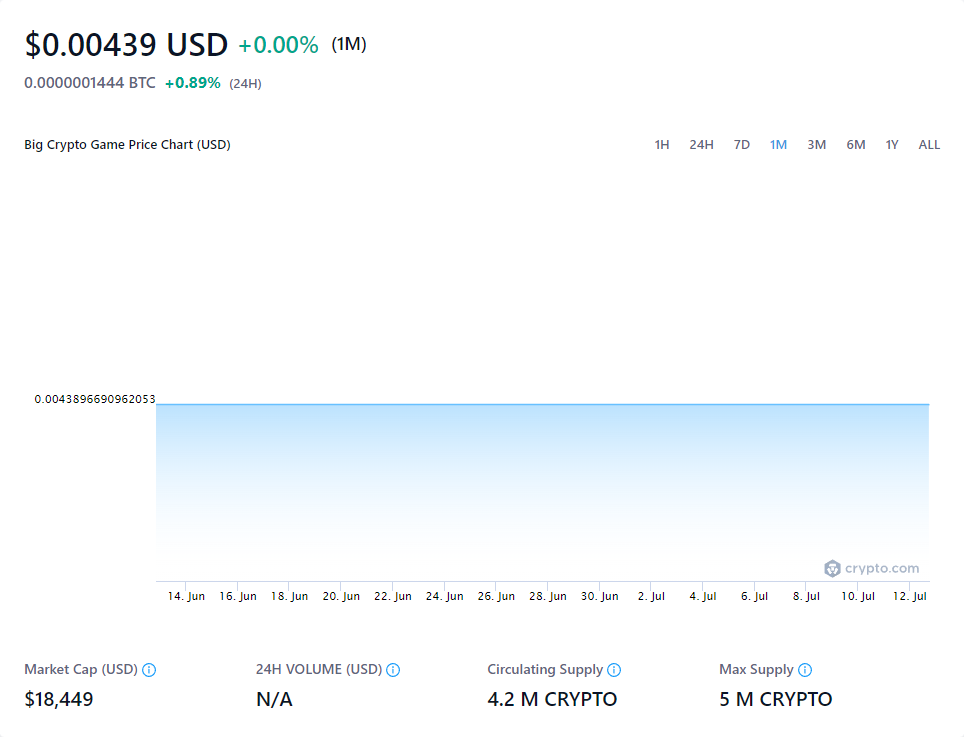 $0.00439 USD +0.00% (1M)
0.0000001444 BTC +0.89% (24H)
Big Crypto Game Price Chart (USD) 1H 24H 7D 1M 3M 6M 1Y ALL
0.0043896690962053
crypto.com
14. Jun 16. Jun 18. Jun 20. Jun 22. Jun 24. Jun 26. Jun 28. Jun 30. Jun 2. Jul 4. Jul 6. Jul 8. Jul 10. Jul 12. Jul
Market Cap (USD) 24H VOLUME (USD) Circulating Supply Max Supply
$18,449 N/A 4.2 M CRYPTO 5 M CRYPTO